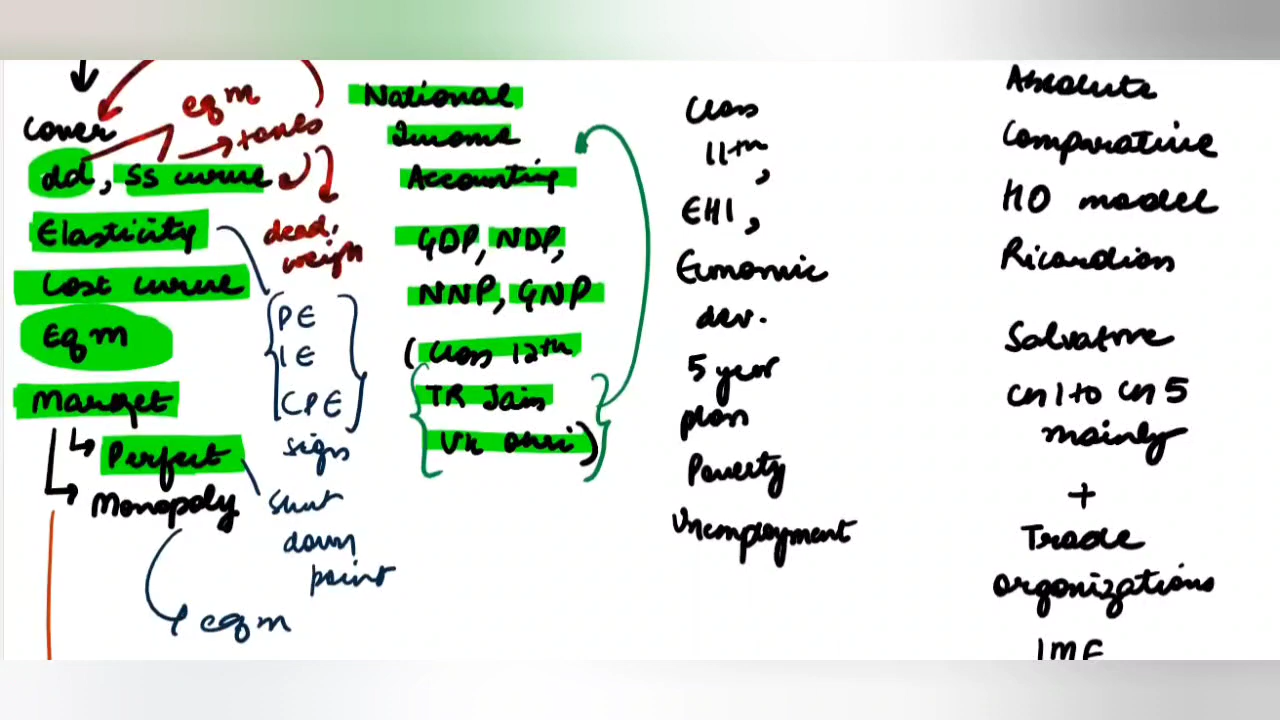 Cover
eqm
dd, SS curve → taxes
Elasticity
dead
weigh
Cost curve
PE
IE
CPE
signs
Eqm
Market
Perfect
shut
down
point
Monopoly
eqm
National
Income
Accounting
GDP, NDP,
NNP, GNP
(Class 12th
TR Jain
VK Ohri)
Class
11th,
EH1,
Economic
dev.
5 year
plan
Poverty
Unemployment
Absolute
Comparative
HO model
Ricardian
Salvatore
Ch 1 to Ch 5
mainly
+
Trade
Organizations
IMF